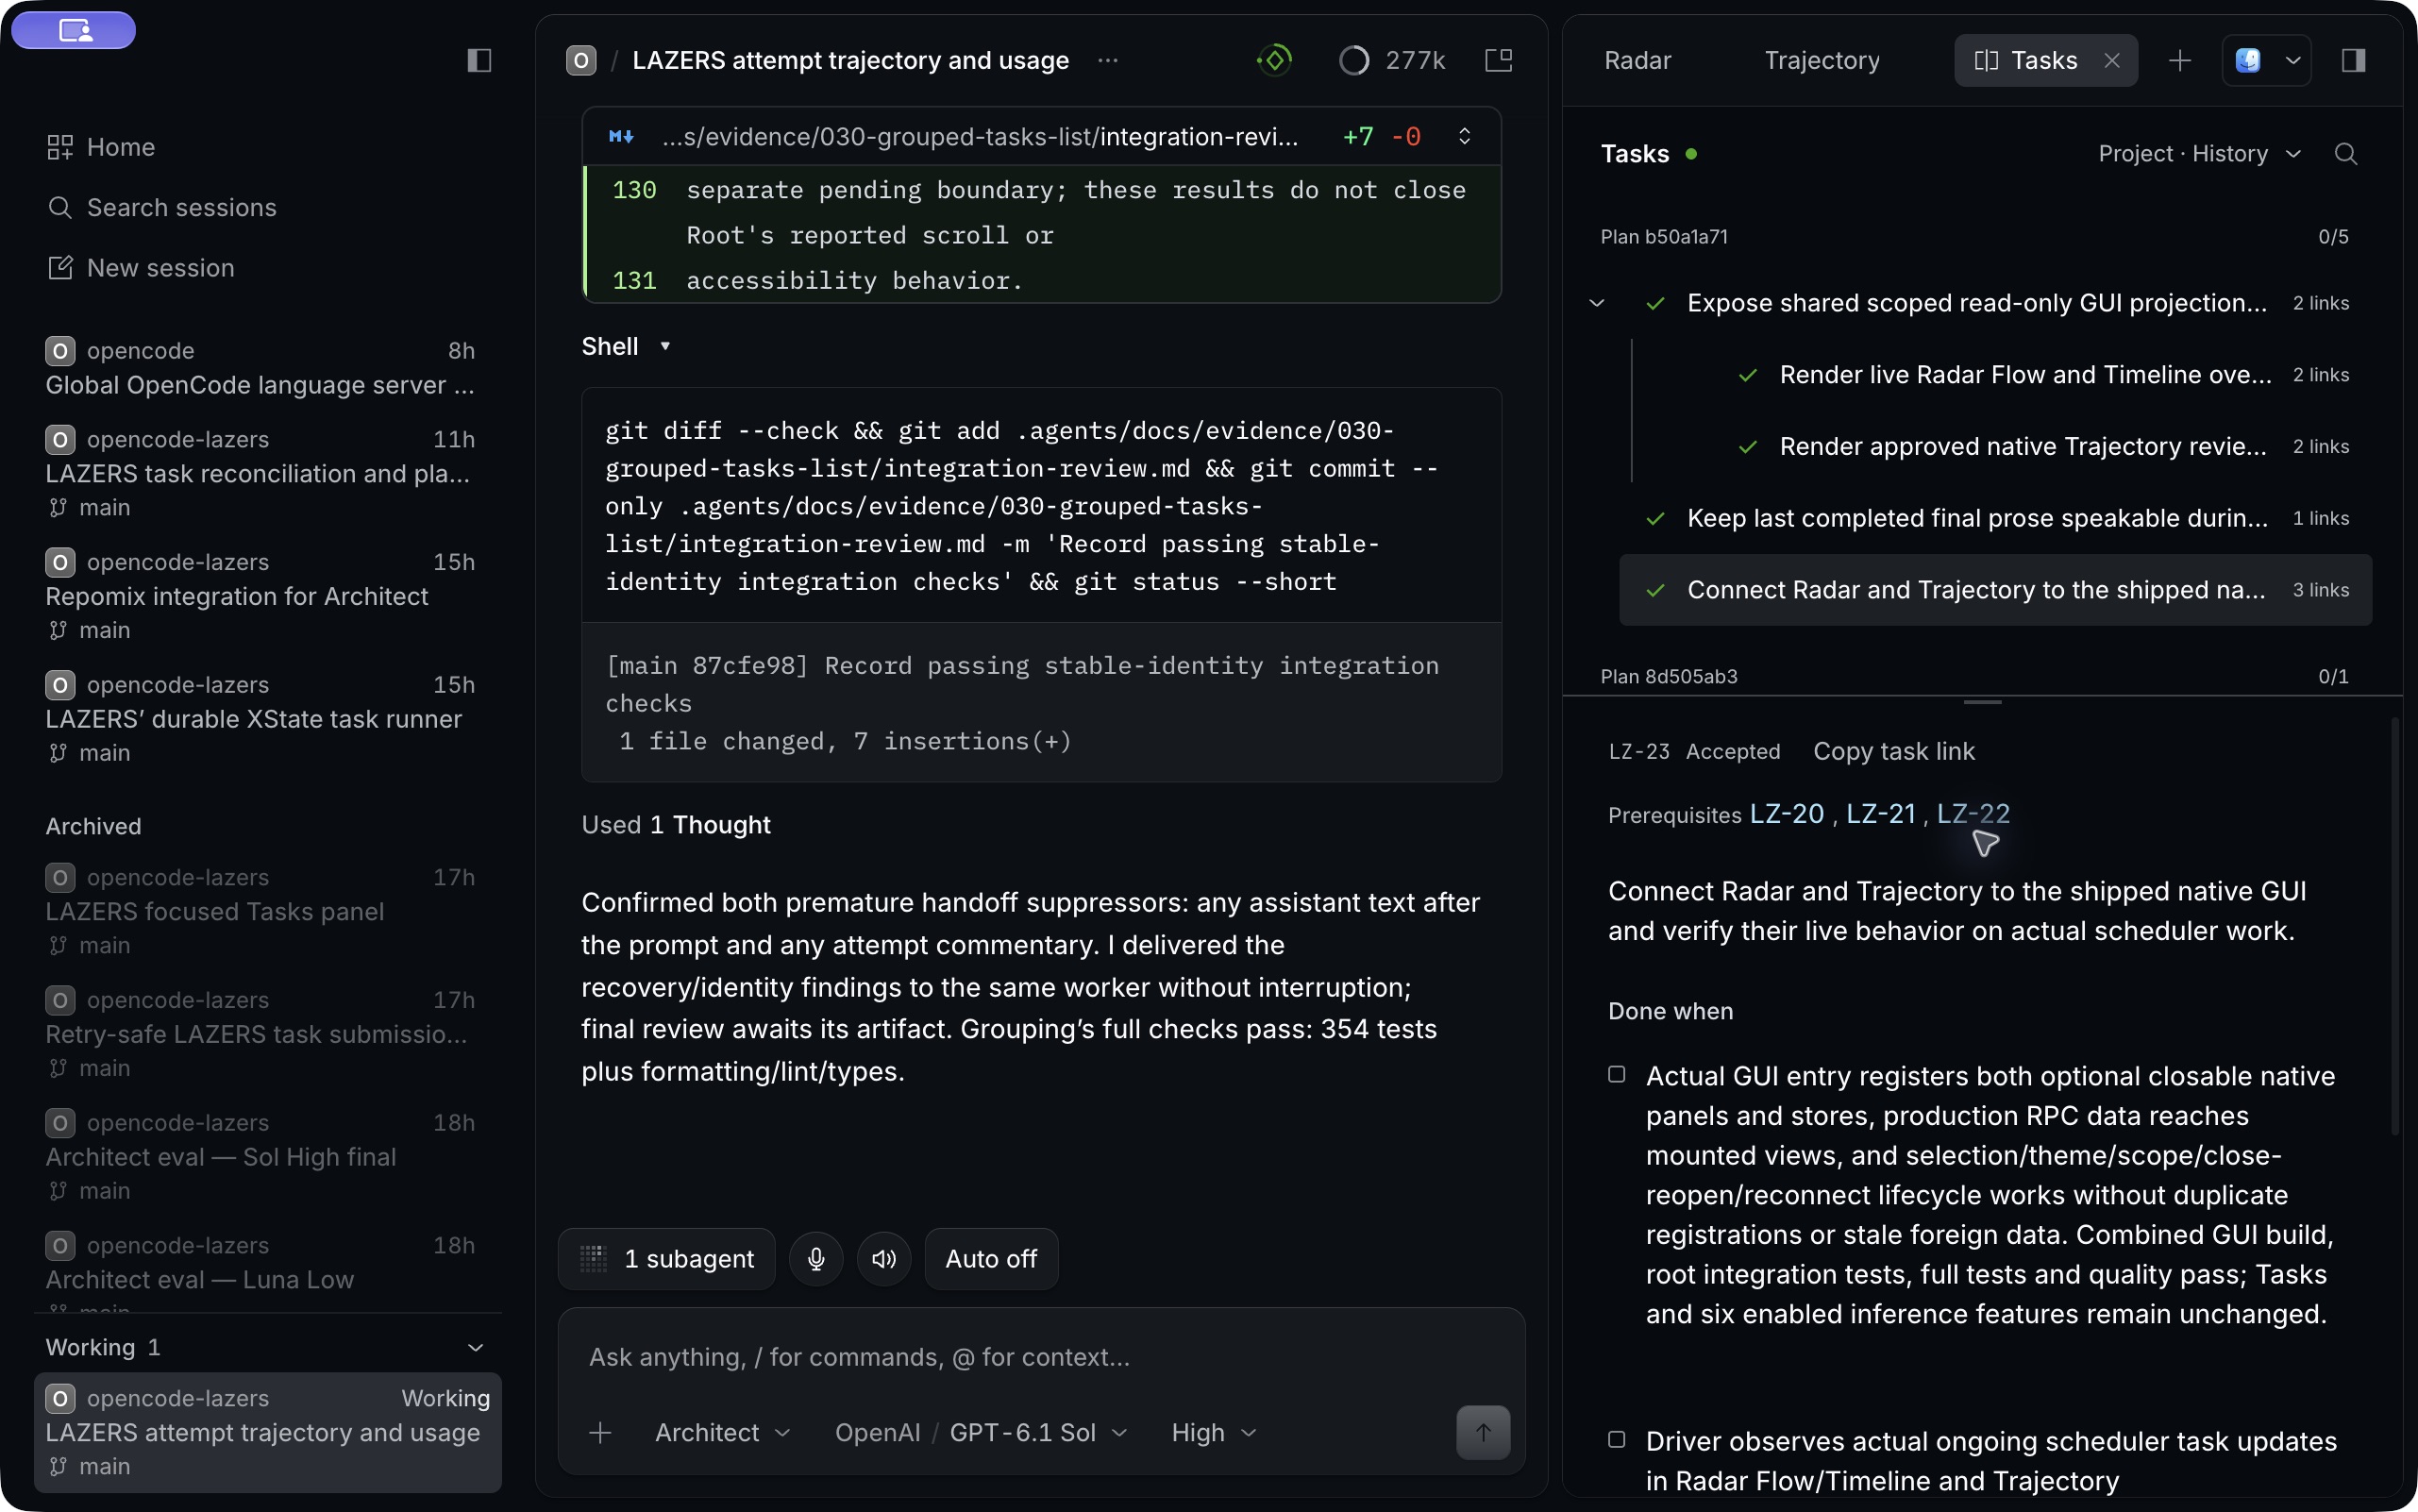 Home
Search sessions
New session
O opencode 8h
Global OpenCode language server ...
O opencode-lazers 11h
LAZERS task reconciliation and pla...
main
O opencode-lazers 15h
Repomix integration for Architect
main
O opencode-lazers 15h
LAZERS’ durable XState task runner
main
Archived
O opencode-lazers 17h
LAZERS focused Tasks panel
main
O opencode-lazers 17h
Retry-safe LAZERS task submissio...
main
O opencode-lazers 18h
Architect eval — Sol High final
main
O opencode-lazers 18h
Architect eval — Luna Low
main
Working 1
O opencode-lazers Working
LAZERS attempt trajectory and usage
main
O / LAZERS attempt trajectory and usage ... 277k
M ...s/evidence/030-grouped-tasks-list/integration-revi... +7 -0
130 separate pending boundary; these results do not close
Root's reported scroll or
131 accessibility behavior.
Shell
git diff --check && git add .agents/docs/evidence/030-
grouped-tasks-list/integration-review.md && git commit --
only .agents/docs/evidence/030-grouped-tasks-
list/integration-review.md -m 'Record passing stable-
identity integration checks' && git status --short
[main 87cfe98] Record passing stable-identity integration
checks
1 file changed, 7 insertions(+)
Used 1 Thought
Confirmed both premature handoff suppressors: any assistant text after
the prompt and any attempt commentary. I delivered the
recovery/identity findings to the same worker without interruption;
final review awaits its artifact. Grouping’s full checks pass: 354 tests
plus formatting/lint/types.
1 subagent
Auto off
Ask anything, / for commands, @ for context...
Architect OpenAI / GPT-6.1 Sol High
Radar Trajectory Tasks
Tasks Project · History
Plan b50a1a71 0/5
Expose shared scoped read-only GUI projection... 2 links
Render live Radar Flow and Timeline ove... 2 links
Render approved native Trajectory revie... 2 links
Keep last completed final prose speakable durin... 1 links
Connect Radar and Trajectory to the shipped na... 3 links
Plan 8d505ab3 0/1
LZ-23 Accepted Copy task link
Prerequisites LZ-20 , LZ-21 , LZ-22
Connect Radar and Trajectory to the shipped native GUI
and verify their live behavior on actual scheduler work.
Done when
Actual GUI entry registers both optional closable native
panels and stores, production RPC data reaches
mounted views, and selection/theme/scope/close-
reopen/reconnect lifecycle works without duplicate
registrations or stale foreign data. Combined GUI build,
root integration tests, full tests and quality pass; Tasks
and six enabled inference features remain unchanged.
Driver observes actual ongoing scheduler task updates
in Radar Flow/Timeline and Trajectory